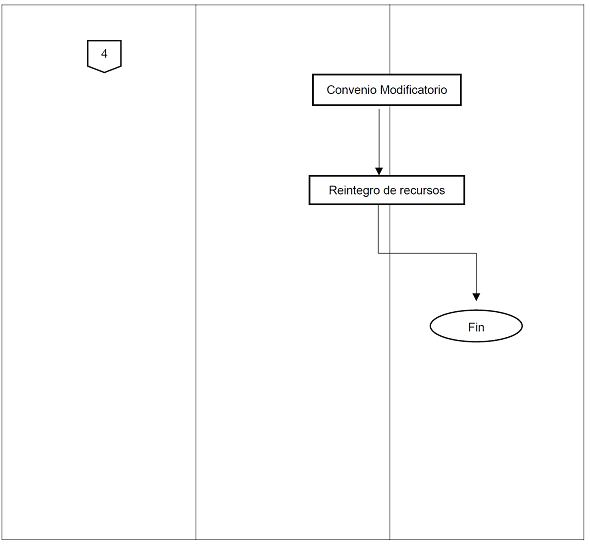 4
Convenio Modificatorio
Reintegro de recursos
Fin